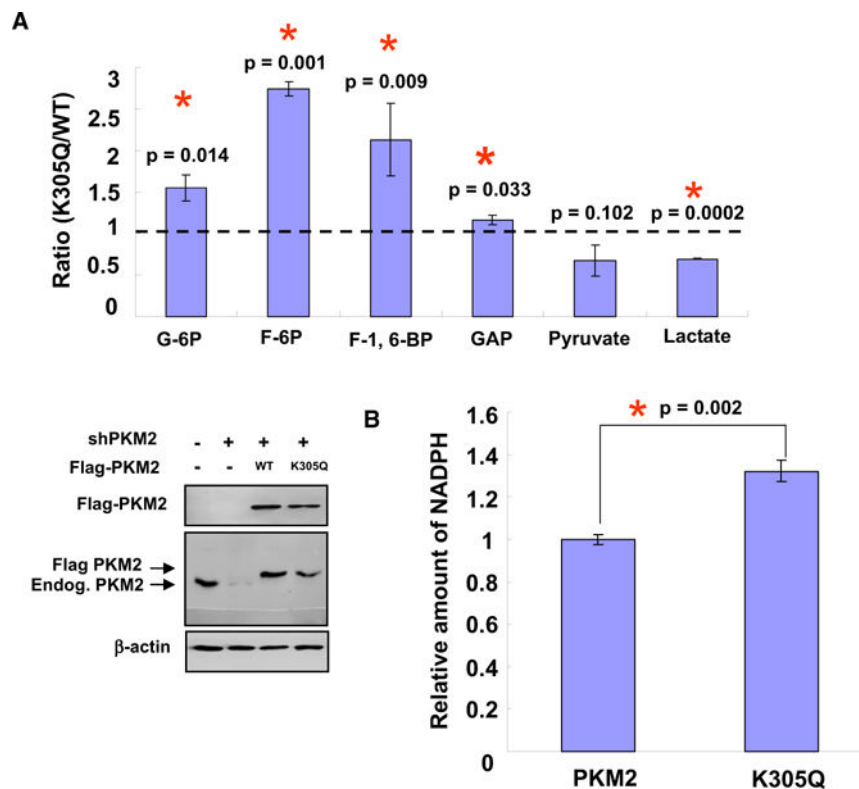 A
Ratio (K305Q/WT)
3
2.5
2
1.5
1
0.5
0
*
p = 0.014
*
p = 0.001
*
p = 0.009
*
p = 0.033
p = 0.102
*
p = 0.0002
G-6P
F-6P
F-1, 6-BP
GAP
Pyruvate
Lactate
shPKM2 - + + +
Flag-PKM2 - - WT K305Q
Flag-PKM2
Flag PKM2
Endog. PKM2
β-actin
B
Relative amount of NADPH
1.6
1.4
1.2
1
0.8
0.6
0.4
0.2
0
* p = 0.002
PKM2
K305Q